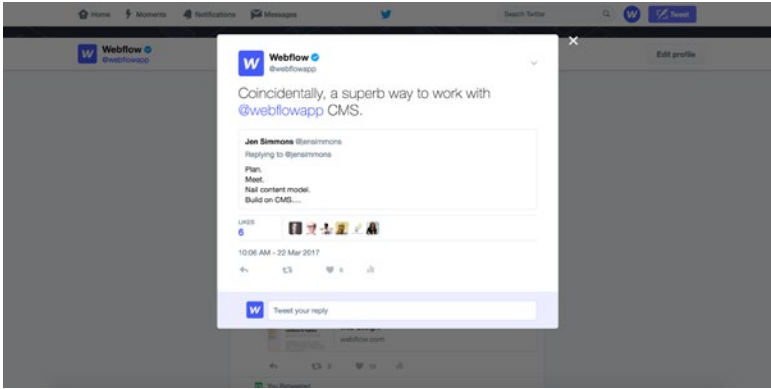 Home Moments Notifications Messages Search Twitter W Tweet
W Webflow
@webflowapp
Edit profile
W Webflow
@webflowapp
Coincidentally, a superb way to work with
@webflowapp CMS.
Jen Simmons @jensimmons
Replying to @jensimmons
Plan.
Meet.
Nail content model.
Build on CMS....
LIKES
6
10:06 AM - 22 Mar 2017
6
W Tweet your reply
webflow.com
You Retweeted